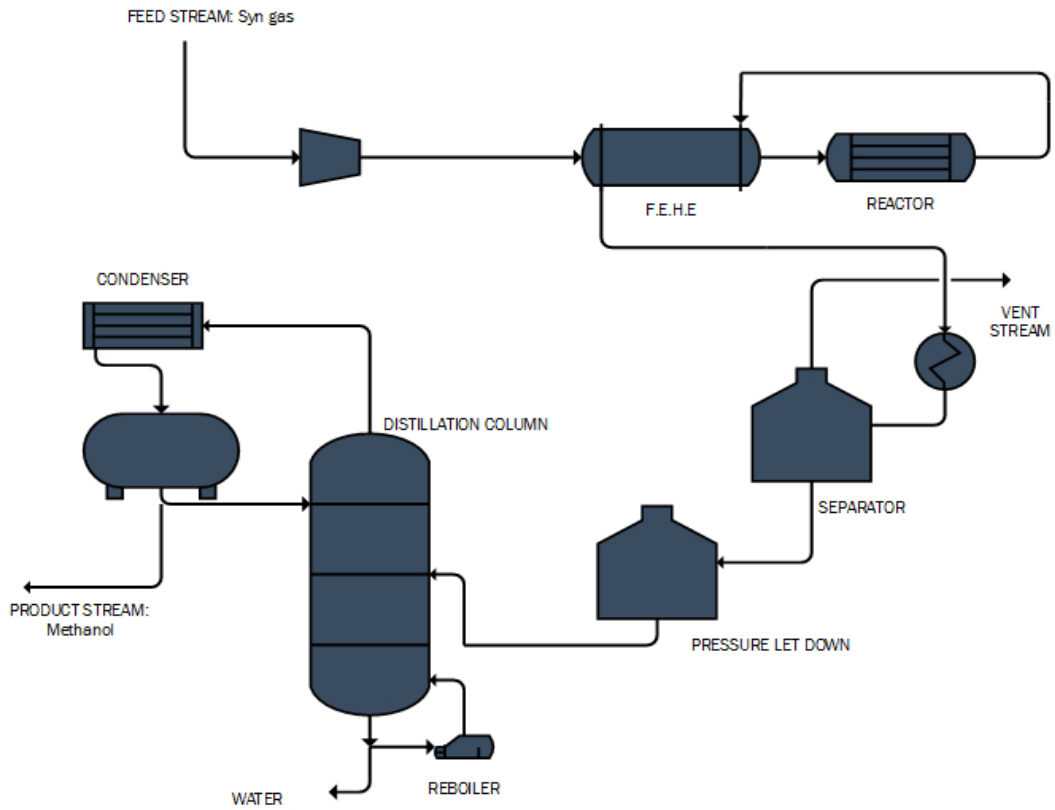 FEED STREAM: Syn gas
F.E.H.E
REACTOR
CONDENSER
VENT
STREAM
DISTILLATION COLUMN
SEPARATOR
PRODUCT STREAM:
Methanol
PRESSURE LET DOWN
REBOILER
WATER